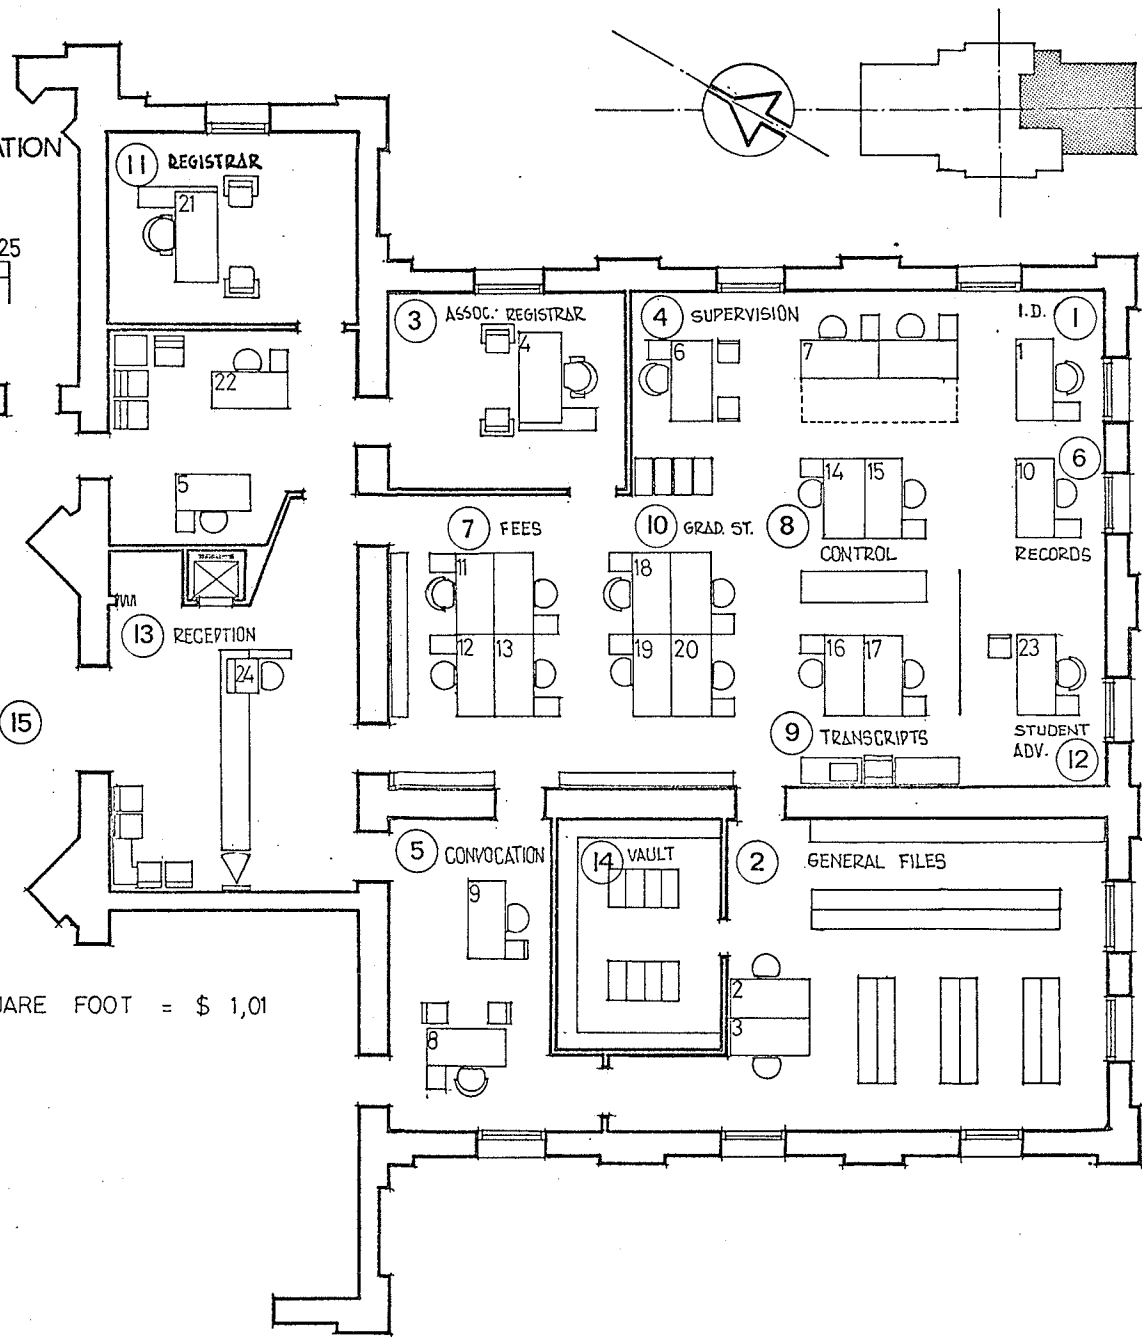 ATION
11 REGISTRAR
21
25
3 ASSOC. REGISTRAR
4
4 SUPERVISION
6
7
I.D. 1
1
22
5
14 15
6
10
7 FEES
10 GRAD. ST.
8
CONTROL
RECORDS
11
18
12 13
19 20
16 17
23
13 RECEPTION
24
15
9 TRANSCRIPTS
STUDENT
ADV. 12
5 CONVOCATION
14 VAULT
2 GENERAL FILES
9
2
3
8
UARE FOOT = $ 1,01